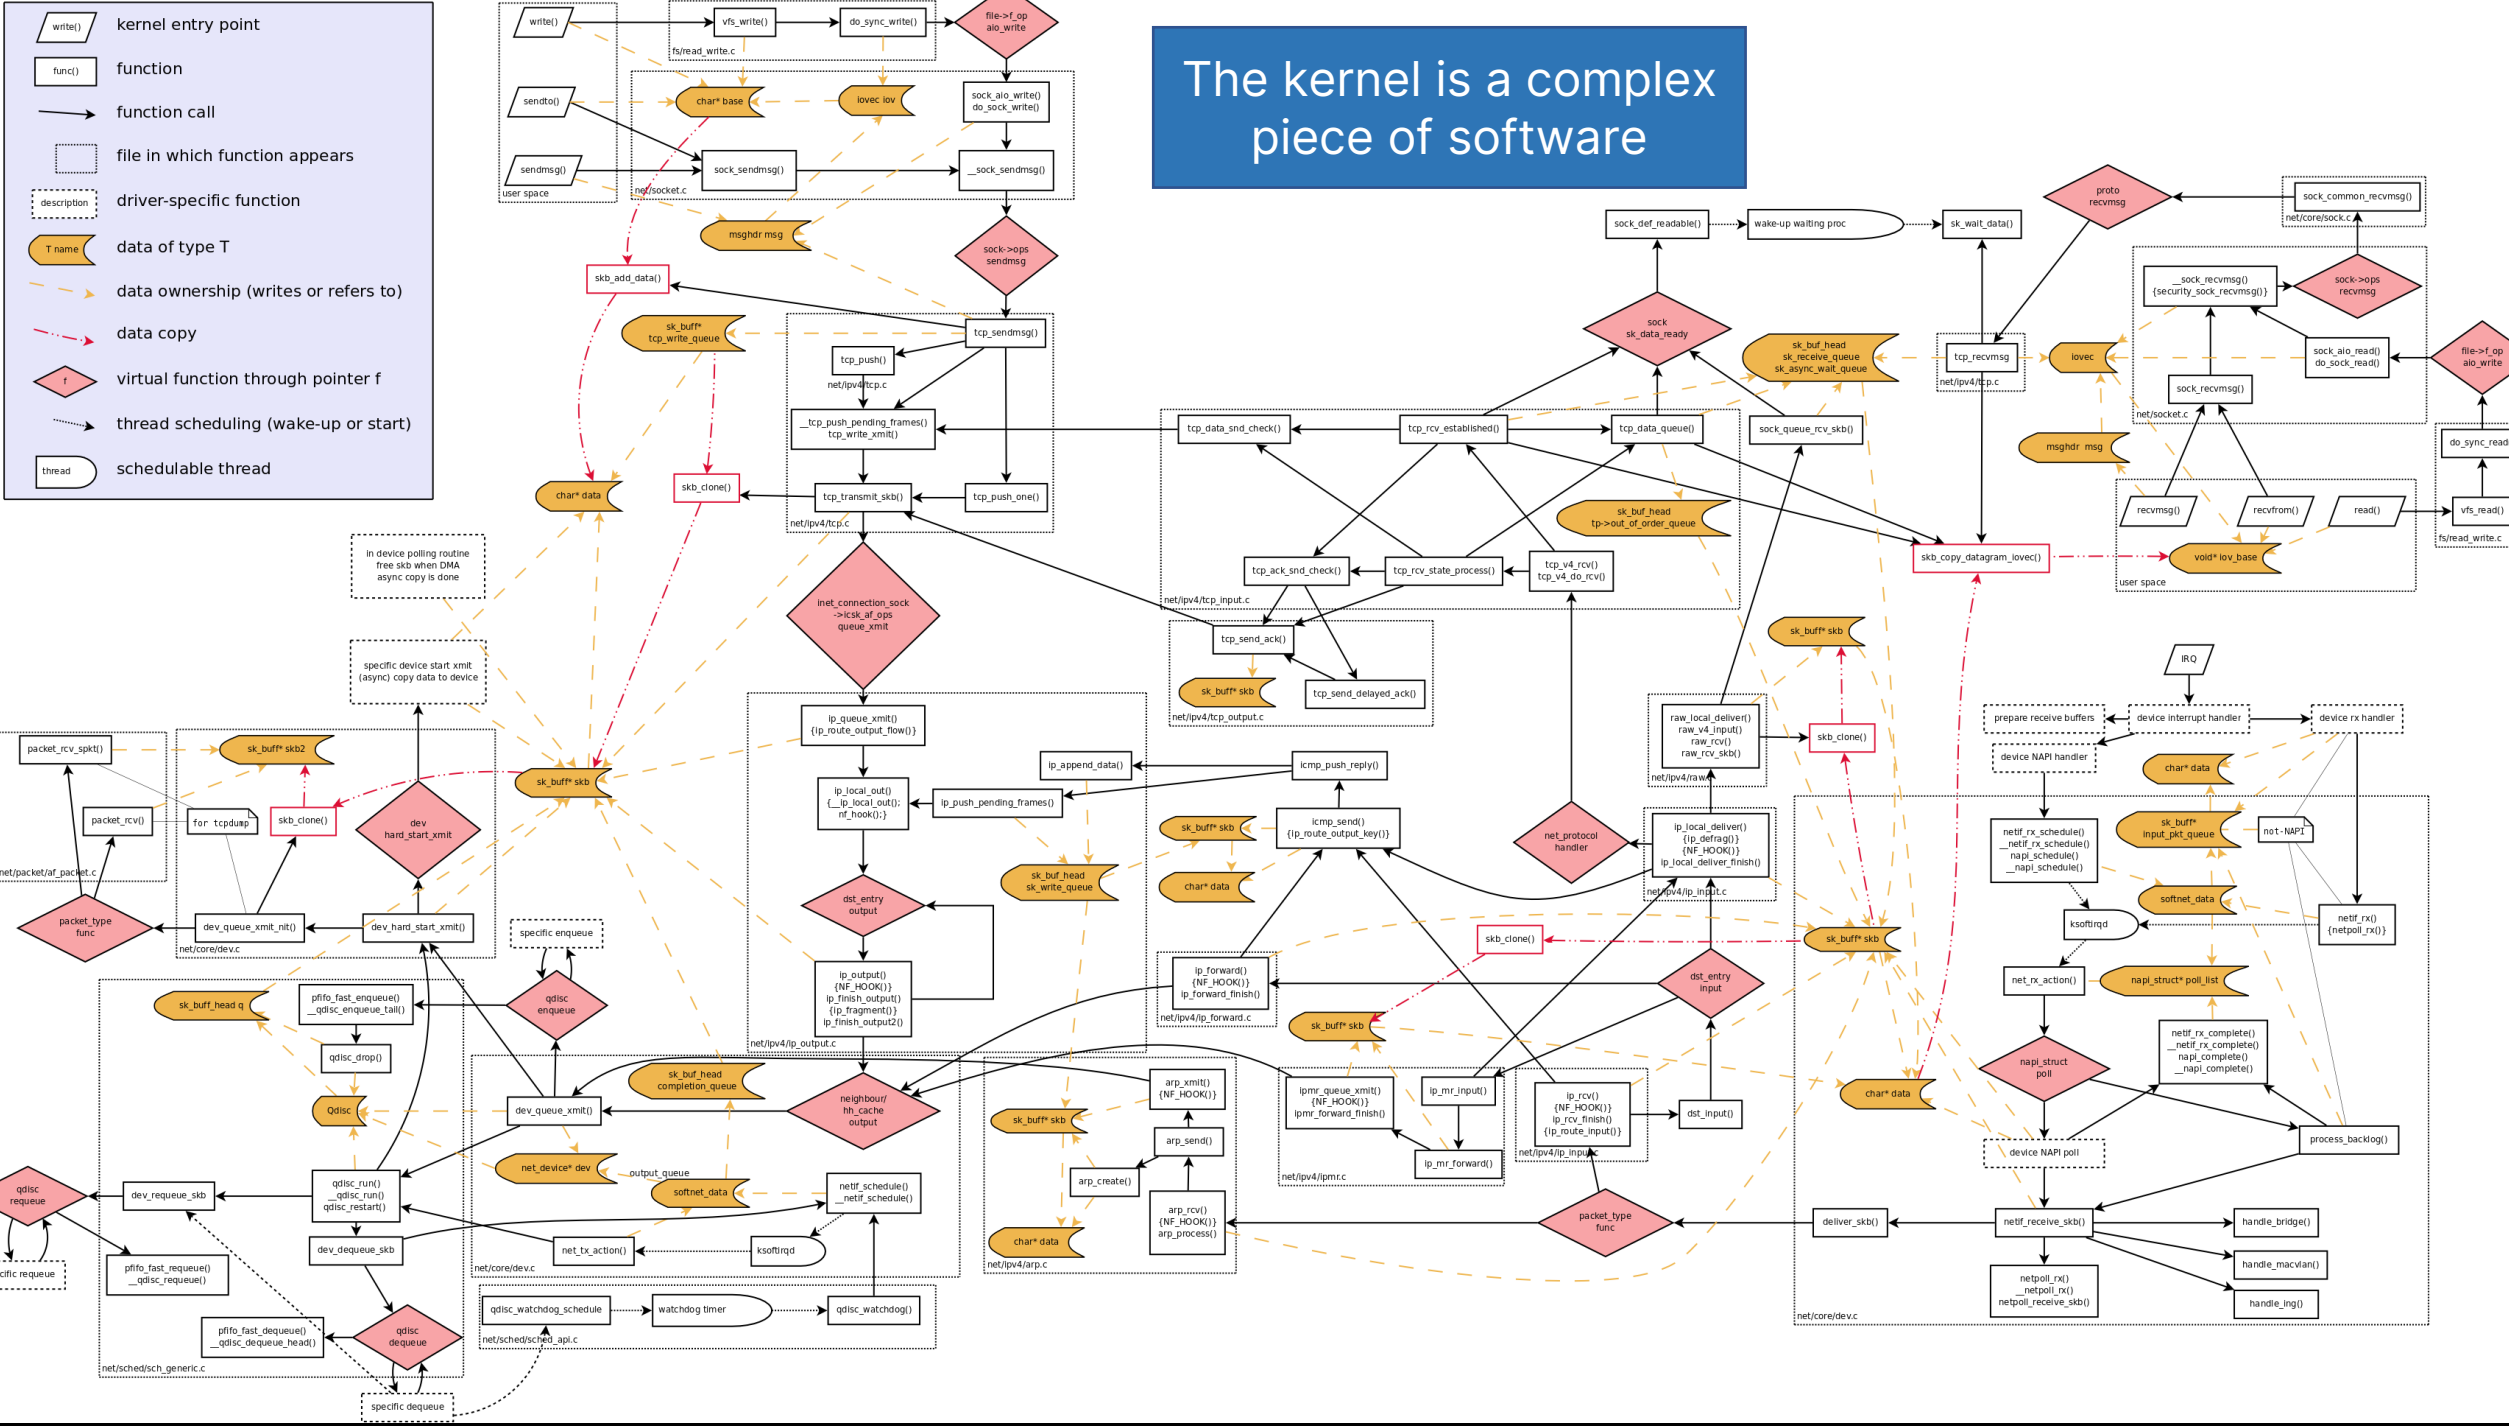 The kernel is a complex
piece of software
write()
kernel entry point
func()
function
function call
file in which function appears
description
driver-specific function
T name
data of type T
data ownership (writes or refers to)
data copy
f
virtual function through pointer f
thread scheduling (wake-up or start)
thread
schedulable thread
write()
sendto()
sendmsg()
user space
vfs_write()
do_sync_write()
fs/read_write.c
file->f_op
aio_write
char* base
iovec iov
sock_aio_write()
do_sock_write()
sock_sendmsg()
__sock_sendmsg()
net/socket.c
msghdr msg
sock->ops
sendmsg
skb_add_data()
sk_buff*
tcp_write_queue
tcp_sendmsg()
tcp_push()
net/ipv4/tcp.c
__tcp_push_pending_frames()
tcp_write_xmit()
tcp_transmit_skb()
tcp_push_one()
net/ipv4/tcp.c
char* data
skb_clone()
in device polling routine
free skb when DMA
async copy is done
specific device start xmit
(async) copy data to device
inet_connection_sock
->icsk_af_ops
queue_xmit
sock_def_readable()
wake-up waiting proc
sk_wait_data()
proto
recvmsg
sock_common_recvmsg()
net/core/sock.c
__sock_recvmsg()
{security_sock_recvmsg()}
sock->ops
recvmsg
sock
sk_data_ready
sk_buf_head
sk_receive_queue
sk_async_wait_queue
tcp_recvmsg
net/ipv4/tcp.c
iovec
sock_aio_read()
do_sock_read()
file->f_op
aio_write
sock_recvmsg()
net/socket.c
msghdr  msg
do_sync_read
vfs_read()
fs/read_write.c
recvmsg()
recvfrom()
read()
void* iov_base
user space
skb_copy_datagram_iovec()
tcp_data_snd_check()
tcp_rcv_established()
tcp_data_queue()
sock_queue_rcv_skb()
sk_buf_head
tp->out_of_order_queue
tcp_ack_snd_check()
tcp_rcv_state_process()
tcp_v4_rcv()
tcp_v4_do_rcv()
net/ipv4/tcp_input.c
tcp_send_ack()
sk_buff* skb
tcp_send_delayed_ack()
net/ipv4/tcp_output.c
sk_buff* skb
skb_clone()
raw_local_deliver()
raw_v4_input()
raw_rcv()
raw_rcv_skb()
net/ipv4/raw
IRQ
prepare receive buffers
device interrupt handler
device rx handler
device NAPI handler
char* data
packet_rcv_spkt()
sk_buff* skb2
packet_rcv()
for tcpdump
skb_clone()
dev
hard_start_xmit
net/packet/af_packet.c
packet_type
func
dev_queue_xmit_nit()
dev_hard_start_xmit()
net/core/dev.c
sk_buff* skb
ip_queue_xmit()
{ip_route_output_flow()}
ip_local_out()
{__ip_local_out();
nf_hook();}
ip_append_data()
ip_push_pending_frames()
icmp_push_reply()
icmp_send()
{ip_route_output_key()}
sk_buff* skb
char* data
sk_buf_head
sk_write_queue
dst_entry
output
ip_output()
{NF_HOOK()}
ip_finish_output()
{ip_fragment()}
ip_finish_output2()
net/ipv4/ip_output.c
net_protocol
handler
ip_local_deliver()
{ip_defrag()}
{NF_HOOK()}
ip_local_deliver_finish()
net/ipv4/ip_input.c
netif_rx_schedule()
__netif_rx_schedule()
napi_schedule()
__napi_schedule()
sk_buff*
input_pkt_queue
not-NAPI
softnet_data
ksoftirqd
netif_rx()
{netpoll_rx()}
net_rx_action()
napi_struct* poll_list
netif_rx_complete()
__netif_rx_complete()
napi_complete()
__napi_complete()
napi_struct
poll
device NAPI poll
process_backlog()
deliver_skb()
netif_receive_skb()
handle_bridge()
handle_macvlan()
handle_ing()
netpoll_rx()
__netpoll_rx()
netpoll_receive_skb()
net/core/dev.c
specific enqueue
qdisc
enqueue
sk_buff_head q
pfifo_fast_enqueue()
__qdisc_enqueue_tail()
qdisc_drop()
Qdisc
sk_buf_head
completion_queue
dev_queue_xmit()
neighbour/
hh_cache
output
net_device* dev
output_queue
softnet_data
netif_schedule()
__netif_schedule()
net_tx_action()
ksoftirqd
net/core/dev.c
qdisc
requeue
dev_requeue_skb
qdisc_run()
__qdisc_run()
qdisc_restart()
dev_dequeue_skb
cific requeue
pfifo_fast_requeue()
__qdisc_requeue()
pfifo_fast_dequeue()
__qdisc_dequeue_head()
qdisc
dequeue
net/sched/sch_generic.c
specific dequeue
qdisc_watchdog_schedule
watchdog timer
qdisc_watchdog()
net/sched/sched_api.c
skb_clone()
sk_buff* skb
ip_forward()
{NF_HOOK()}
ip_forward_finish()
net/ipv4/ip_forward.c
dst_entry
input
sk_buff* skb
char* data
arp_xmit()
{NF_HOOK()}
sk_buff* skb
arp_send()
arp_create()
arp_rcv()
{NF_HOOK()}
arp_process()
char* data
net/ipv4/arp.c
ipmr_queue_xmit()
{NF_HOOK()}
ipmr_forward_finish()
ip_mr_input()
ip_mr_forward()
net/ipv4/ipmr.c
ip_rcv()
{NF_HOOK()}
ip_rcv_finish()
{ip_route_input()}
net/ipv4/ip_input.c
dst_input()
packet_type
func